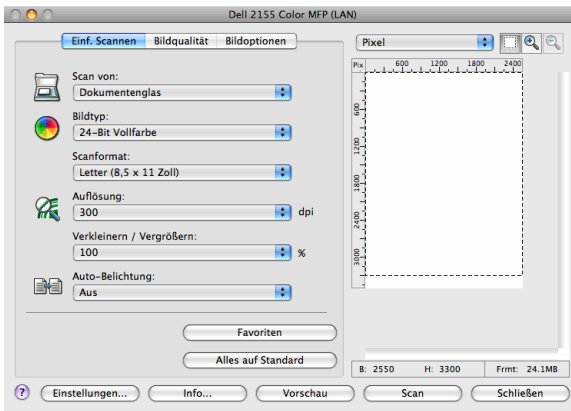 Dell 2155 Color MFP (LAN)
Einf. Scannen Bildqualität Bildoptionen
Scan von:
Dokumentenglas
Bildtyp:
24-Bit Vollfarbe
Scanformat:
Letter (8,5 x 11 Zoll)
Auflösung:
300 dpi
Verkleinern / Vergrößern:
100 %
Auto-Belichtung:
Aus
Favoriten
Alles auf Standard
Pixel
Pix 600 1200 1800 2400
600
1200
1800
2400
3000
B: 2550 H: 3300 Frmt: 24.1MB
? Einstellungen... Info... Vorschau Scan Schließen